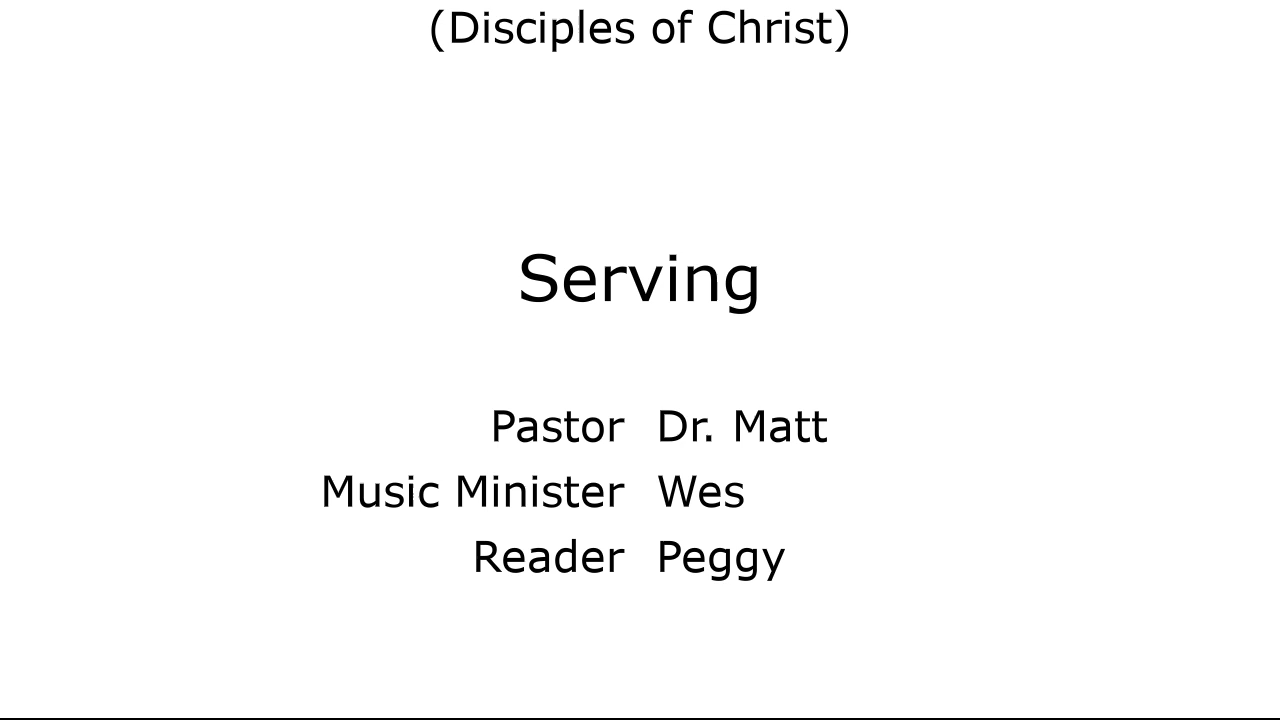 (Disciples of Christ)
Serving
Pastor Dr. Matt
Music Minister Wes
Reader Peggy